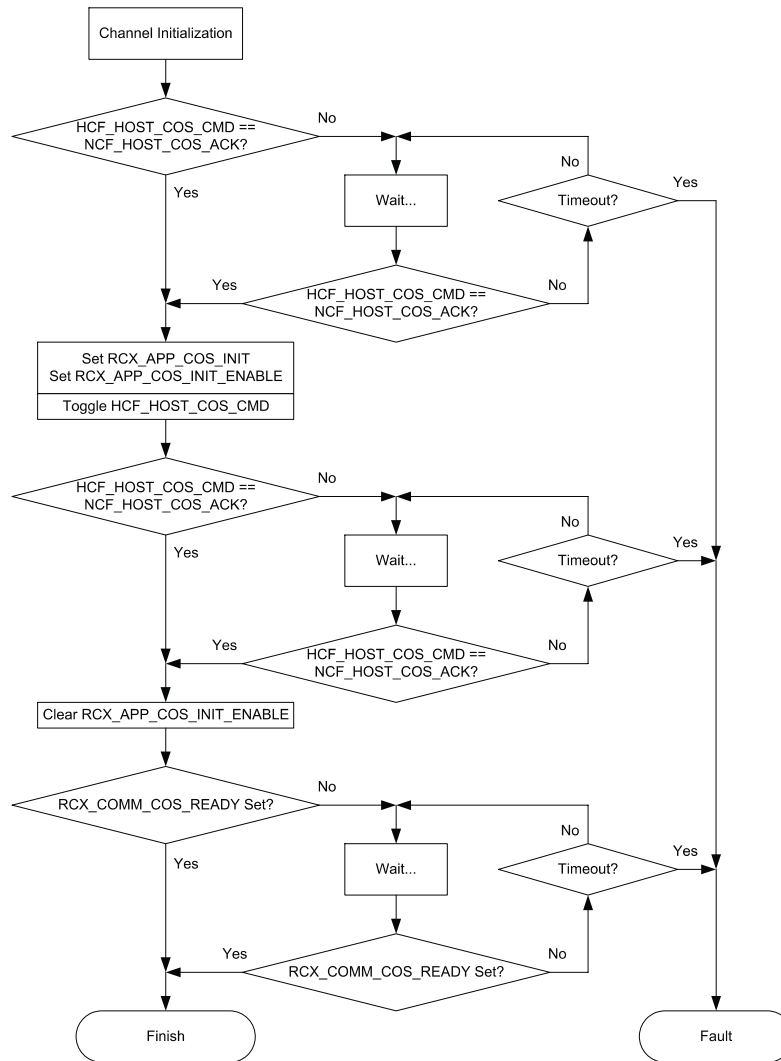 Channel Initialization
HCF_HOST_COS_CMD ==
NCF_HOST_COS_ACK?
No
Yes
Wait...
No
Timeout?
Yes
Yes
HCF_HOST_COS_CMD ==
NCF_HOST_COS_ACK?
No
Set RCX_APP_COS_INIT
Set RCX_APP_COS_INIT_ENABLE
Toggle HCF_HOST_COS_CMD
HCF_HOST_COS_CMD ==
NCF_HOST_COS_ACK?
No
Yes
Wait...
No
Timeout?
Yes
Yes
HCF_HOST_COS_CMD ==
NCF_HOST_COS_ACK?
No
Clear RCX_APP_COS_INIT_ENABLE
RCX_COMM_COS_READY Set?
No
Yes
Wait...
No
Timeout?
Yes
Yes
RCX_COMM_COS_READY Set?
No
Finish
Fault